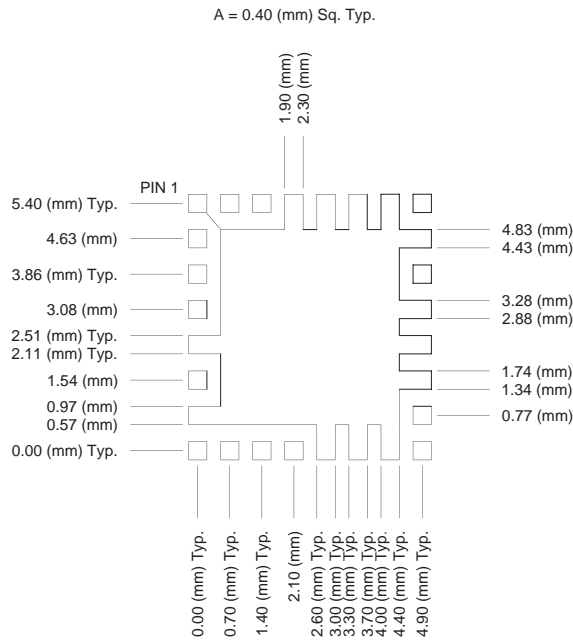 A = 0.40 (mm) Sq. Typ.
1.90 (mm)
2.30 (mm)
PIN 1
5.40 (mm) Typ.
4.63 (mm)
3.86 (mm) Typ.
3.08 (mm)
2.51 (mm) Typ.
2.11 (mm) Typ.
1.54 (mm)
0.97 (mm)
0.57 (mm)
0.00 (mm) Typ.
4.83 (mm)
4.43 (mm)
3.28 (mm)
2.88 (mm)
1.74 (mm)
1.34 (mm)
0.77 (mm)
0.00 (mm) Typ.
0.70 (mm) Typ.
1.40 (mm) Typ.
2.10 (mm)
2.60 (mm) Typ.
3.00 (mm) Typ.
3.30 (mm) Typ.
3.70 (mm) Typ.
4.00 (mm) Typ.
4.40 (mm) Typ.
4.90 (mm) Typ.